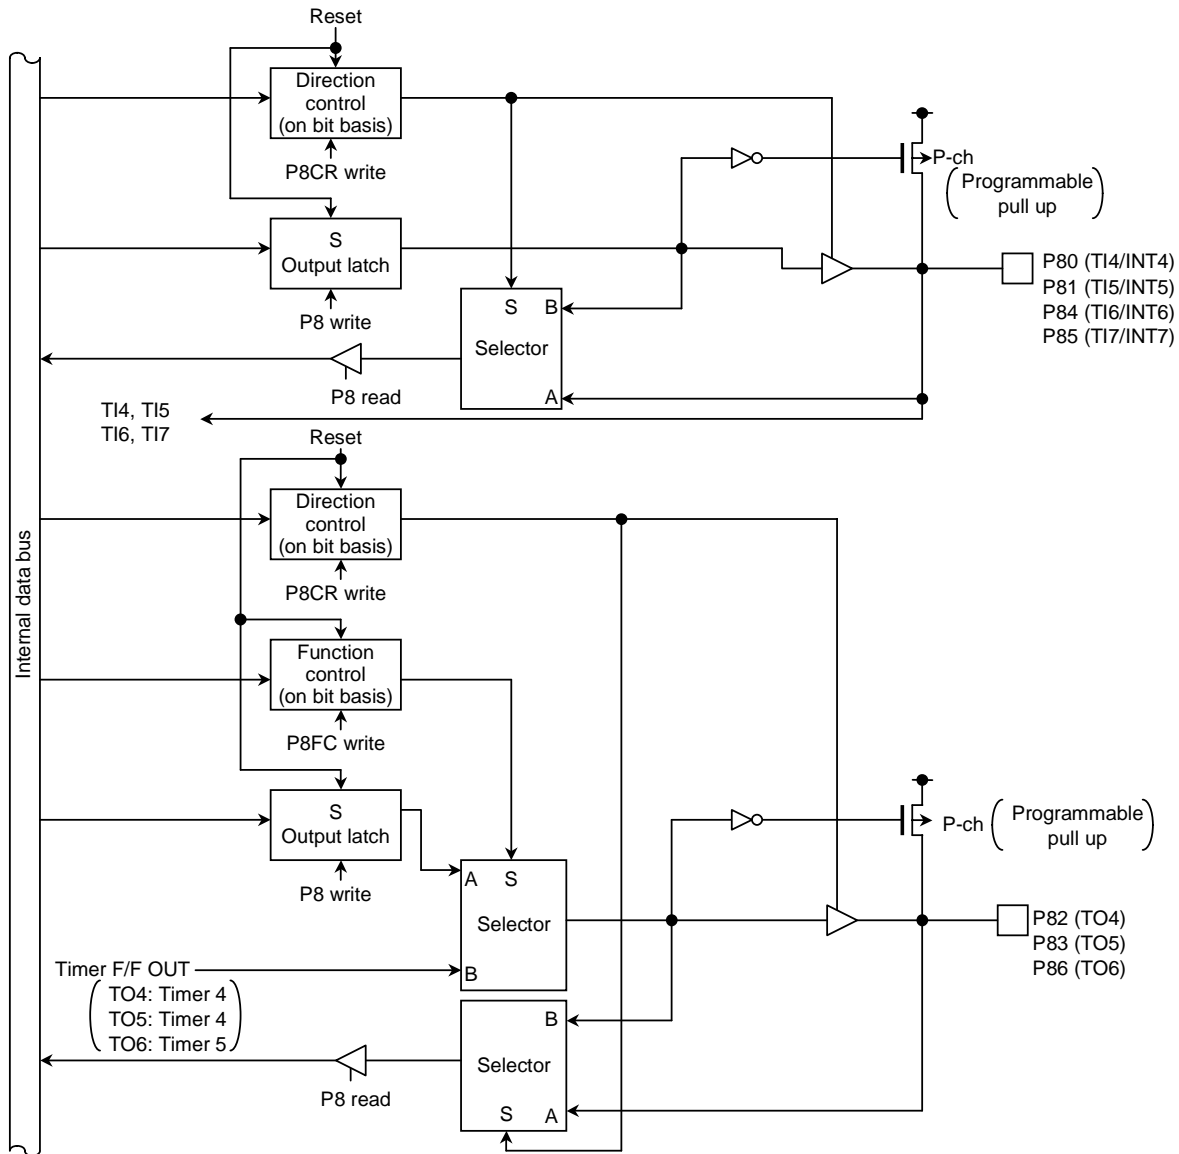 Reset
Direction
control
(on bit basis)
P8CR write
P-ch
Programmable
pull up
S
Output latch
P8 write
P80 (TI4/INT4)
P81 (TI5/INT5)
P84 (TI6/INT6)
P85 (TI7/INT7)
S B
Selector
A
P8 read
TI4, TI5
TI6, TI7
Reset
Internal data bus
Direction
control
(on bit basis)
P8CR write
Function
control
(on bit basis)
P8FC write
S
Output latch
P8 write
P-ch
Programmable
pull up
A S
Selector
B
P82 (TO4)
P83 (TO5)
P86 (TO6)
Timer F/F OUT
TO4: Timer 4
TO5: Timer 4
TO6: Timer 5
B
Selector
S A
P8 read